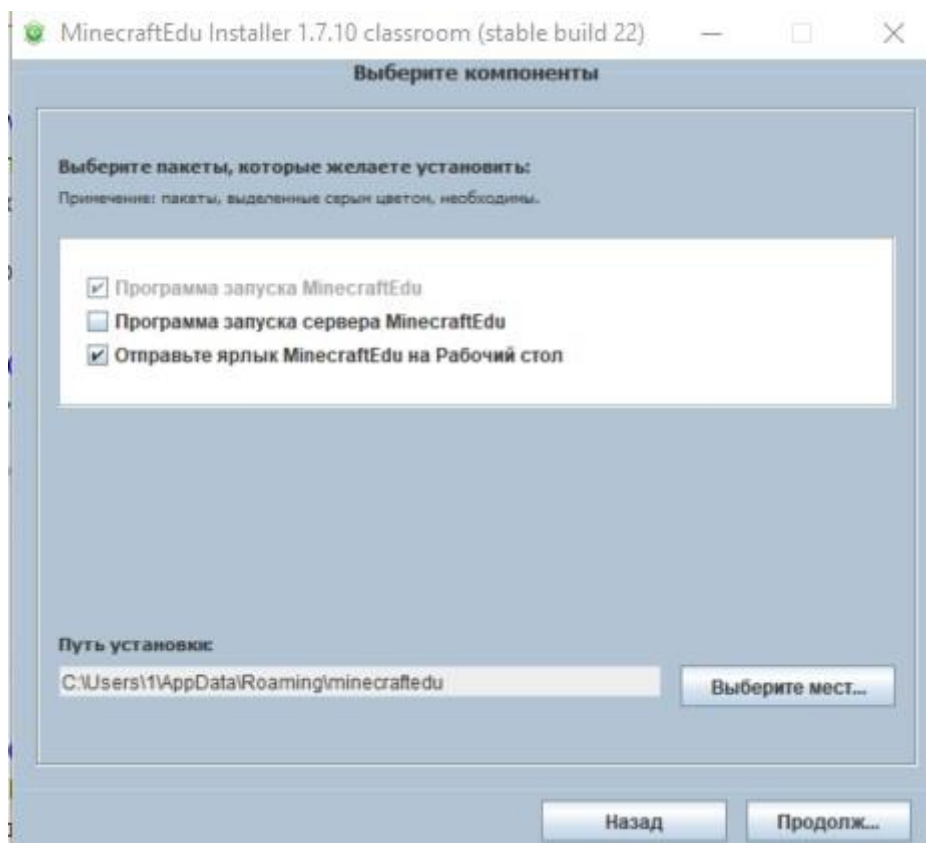 MinecraftEdu Installer 1.7.10 classroom (stable build 22)
Выберите компоненты
Выберите пакеты, которые желаете установить:
Примечение: пакеты, выделенные серым цветом, необходимы.
Программа запуска MinecraftEdu
Программа запуска сервера MinecraftEdu
Отправьте ярлык MinecraftEdu на Рабочий стол
Путь установки:
C:\Users\1\AppData\Roaming\minecraftedu
Выберите мест...
Назад
Продолж...